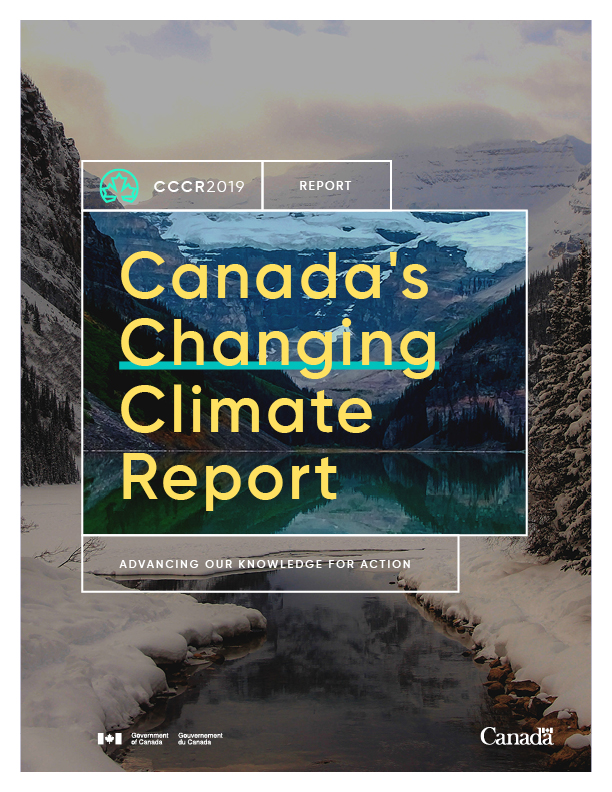 CCCR2019
REPORT
Canada's
Changing
Climate
Report
ADVANCING OUR KNOWLEDGE FOR ACTION
Government
of Canada
Gouvernement
du Canada
Canada